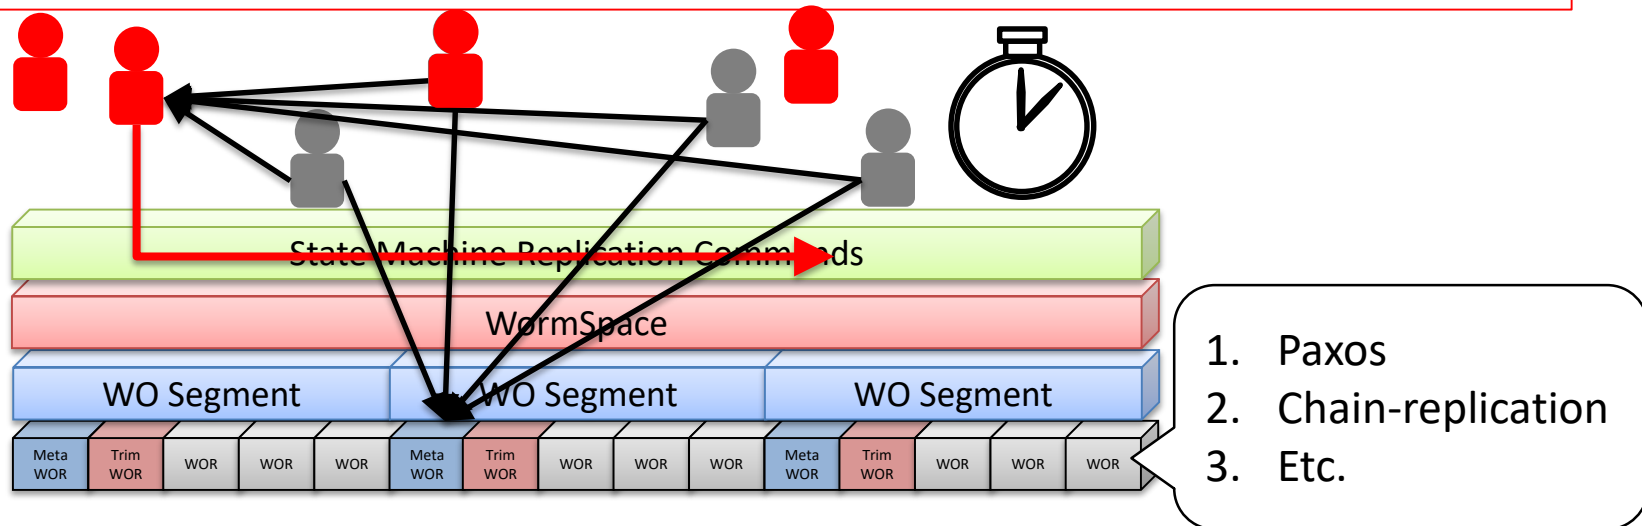 State Machine Replication Commands
WormSpace
WO Segment WO Segment WO Segment
Meta WOR Trim WOR WOR WOR WOR Meta WOR Trim WOR WOR WOR WOR Meta WOR Trim WOR WOR WOR WOR
1. Paxos
2. Chain-replication
3. Etc.